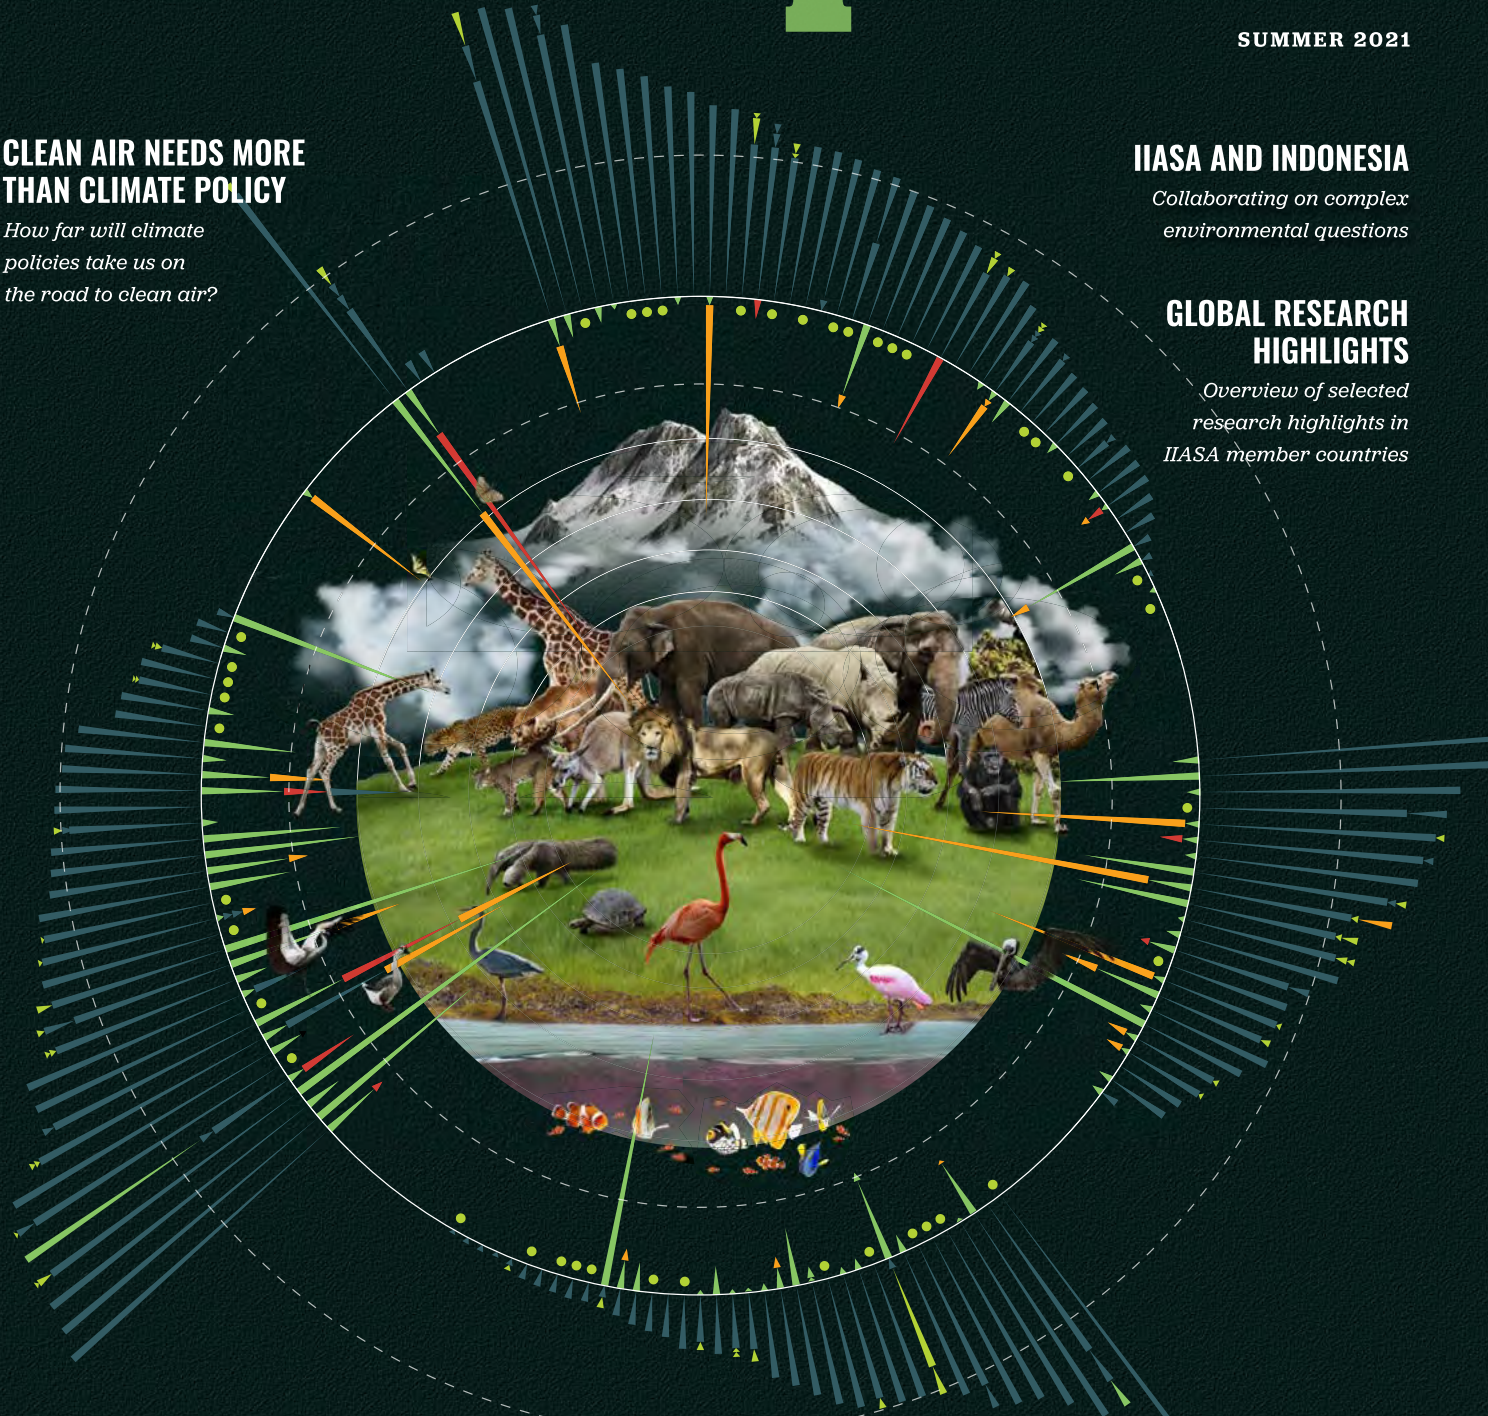 SUMMER 2021
CLEAN AIR NEEDS MORE
THAN CLIMATE POLICY
How far will climate
policies take us on
the road to clean air?
IIASA AND INDONESIA
Collaborating on complex
environmental questions
GLOBAL RESEARCH
HIGHLIGHTS
Overview of selected
research highlights in
IIASA member countries